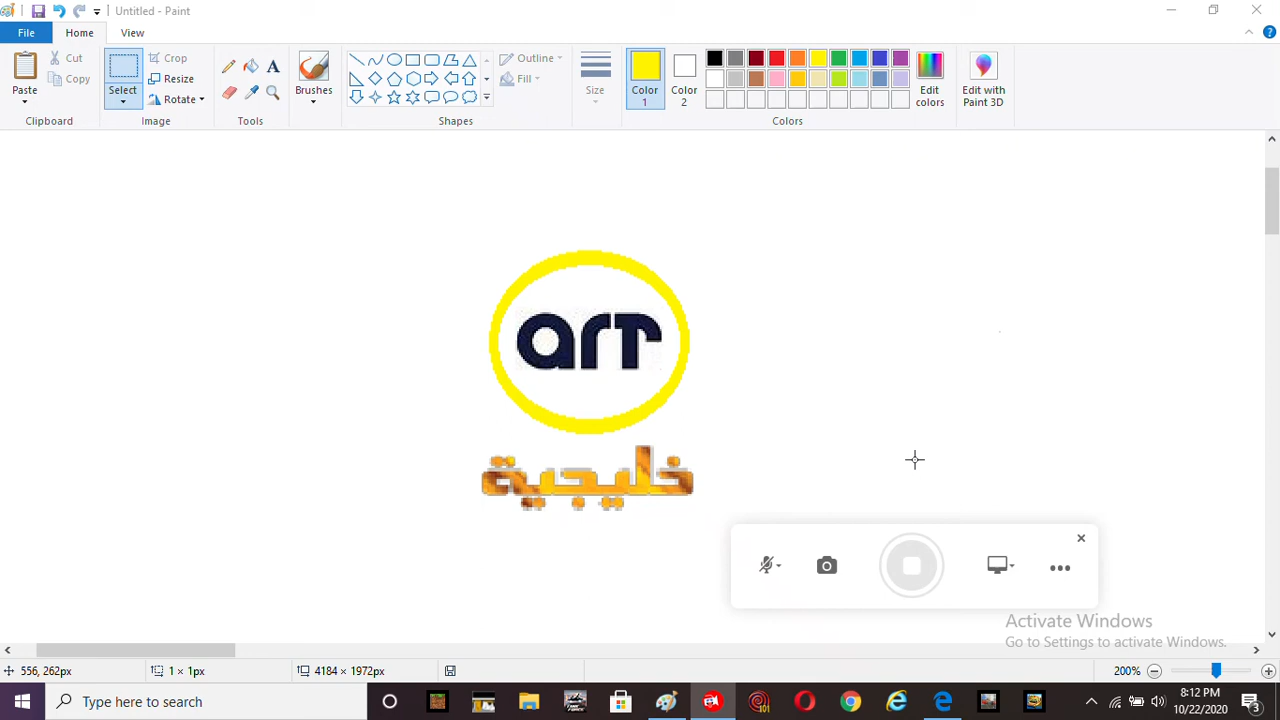 Untitled - Paint
File
Home
View
Paste
Cut
Copy
Clipboard
Select
Crop
Resize
Rotate
Image
A
Tools
Brushes
Outline
Fill
Shapes
Size
Color 1
Color 2
Edit colors
Colors
Edit with Paint 3D
art
خليجية
Activate Windows
Go to Settings to activate Windows.
556, 262px
1 × 1px
4184 × 1972px
200%
Type here to search
101
8:12 PM
10/22/2020
3